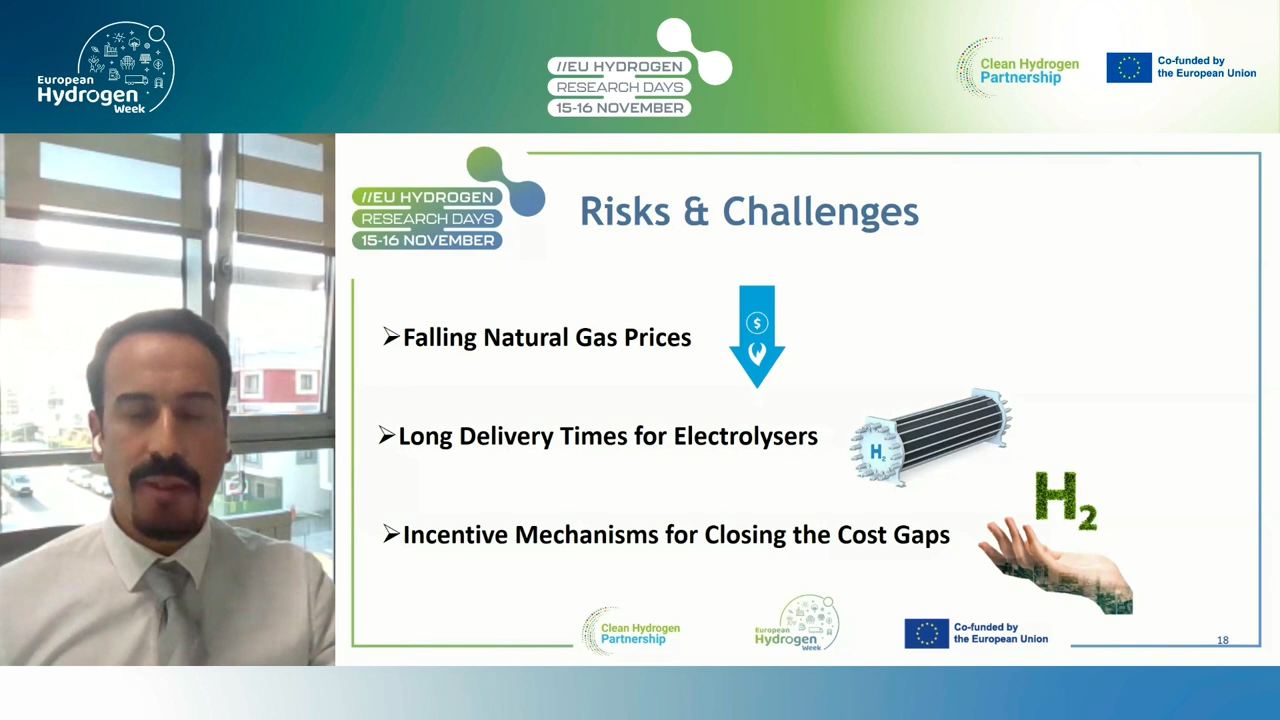 European
Hydrogen
Week
//EU HYDROGEN
RESEARCH DAYS
15-16 NOVEMBER
Clean Hydrogen
Partnership
Co-funded by
the European Union
//EU HYDROGEN
RESEARCH DAYS
15-16 NOVEMBER
Risks & Challenges
➢Falling Natural Gas Prices
$
➢Long Delivery Times for Electrolysers
H₂
H₂
➢Incentive Mechanisms for Closing the Cost Gaps
Clean Hydrogen
Partnership
European
Hydrogen
Week
Co-funded by
the European Union
18